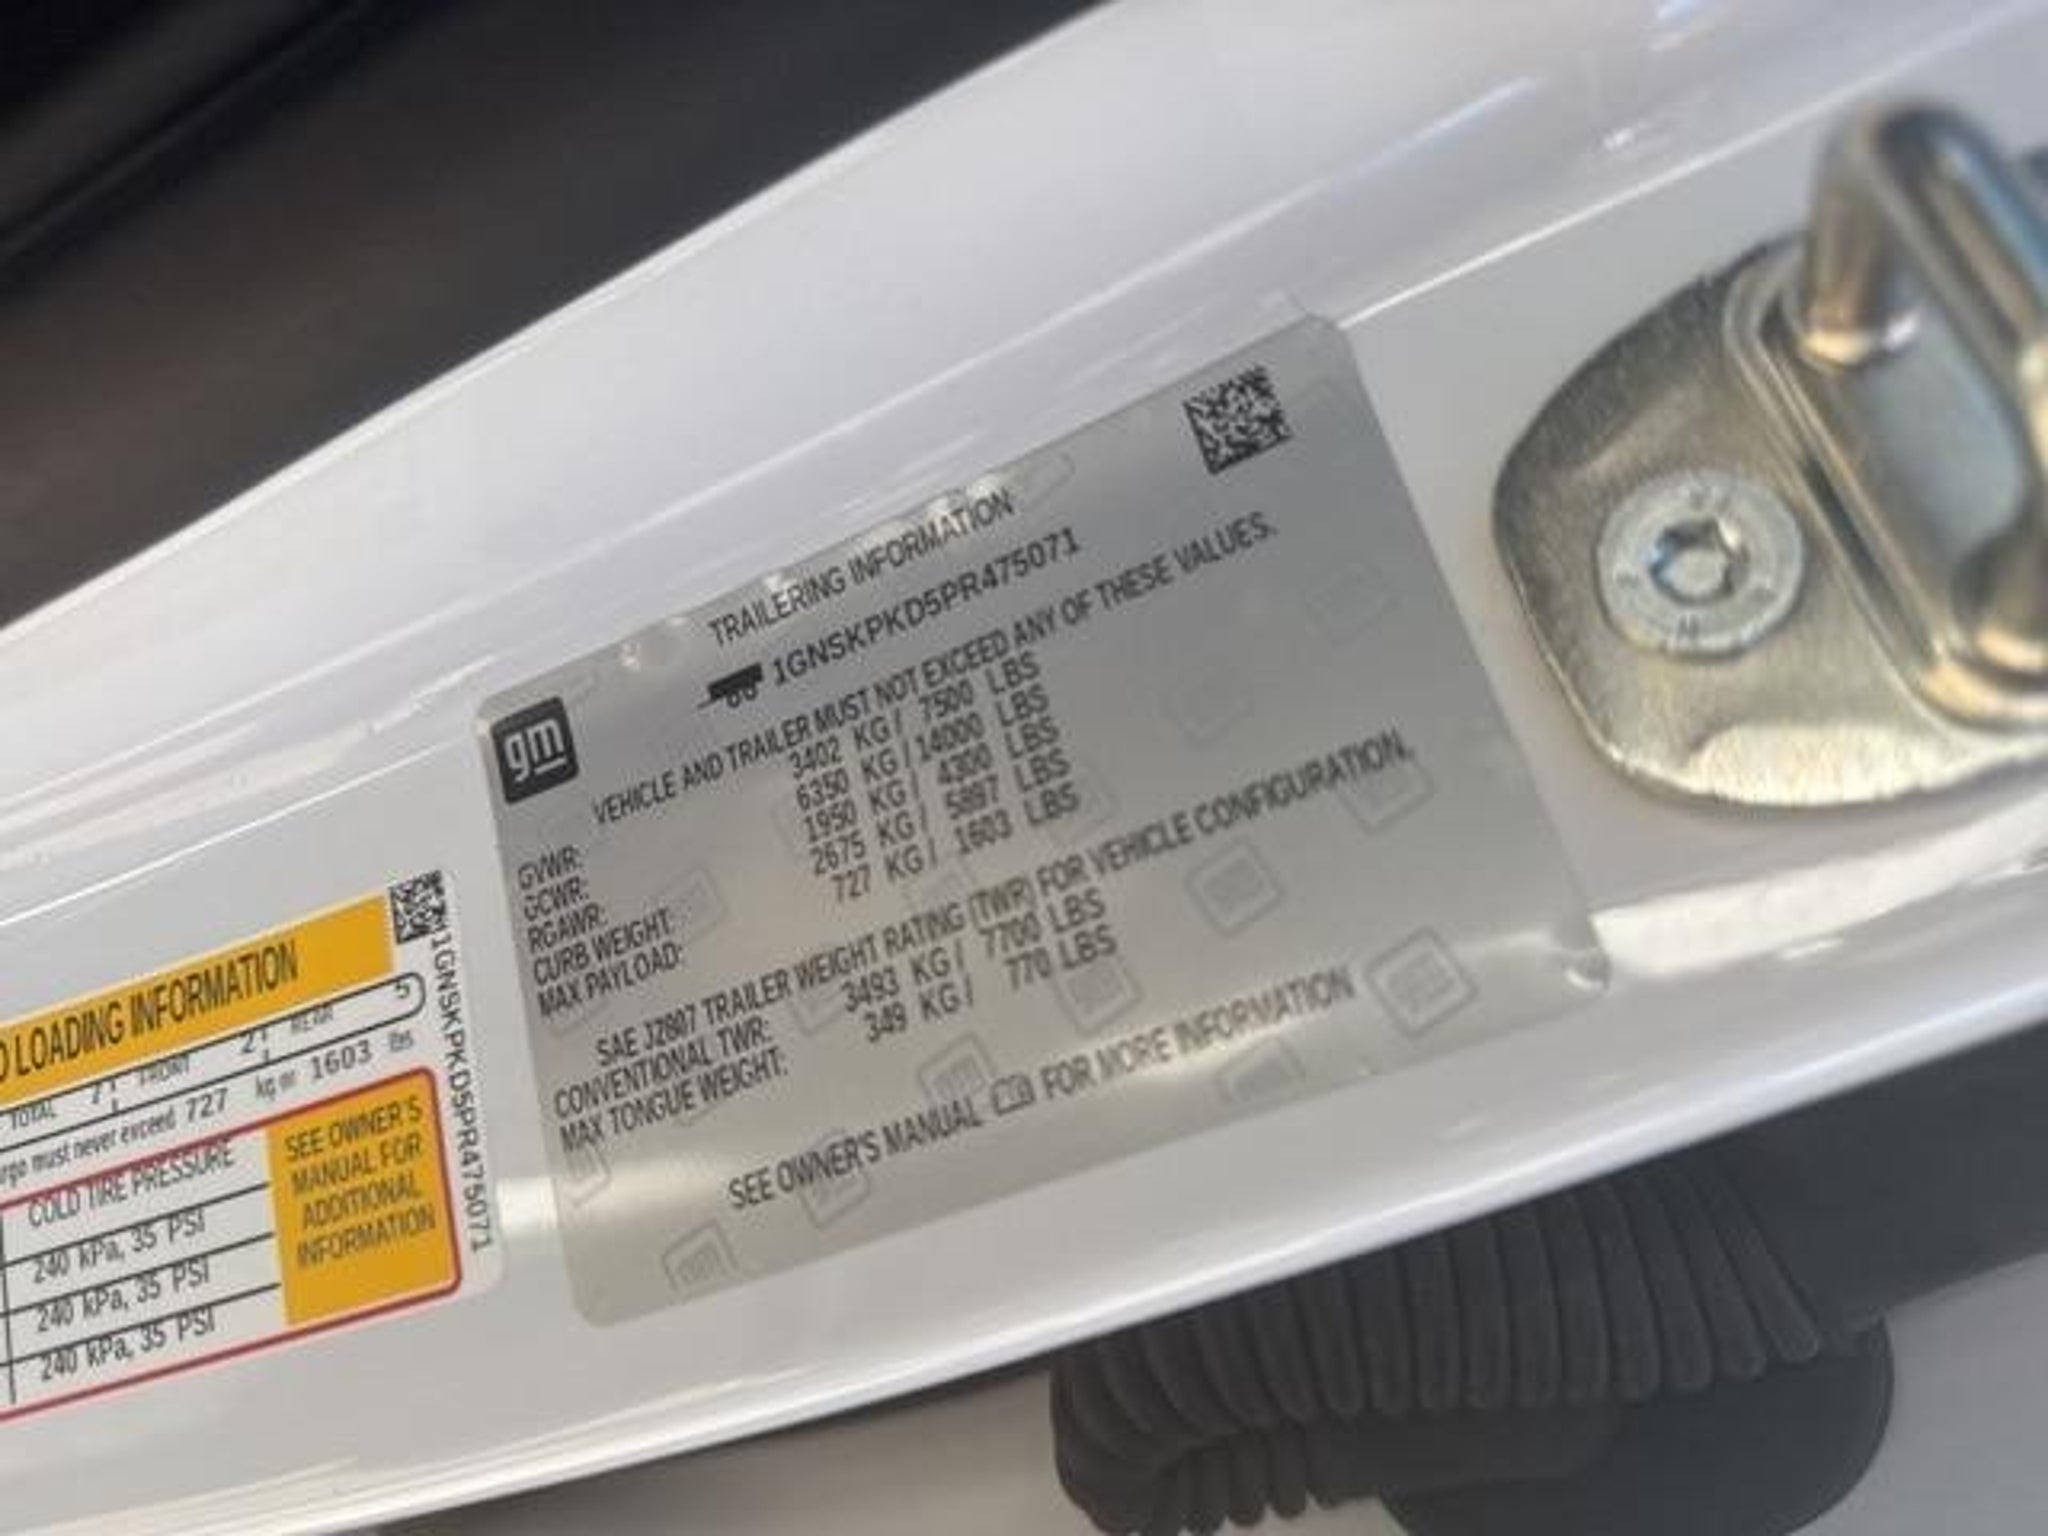 gm
TRAILERING INFORMATION
1GNSKPKD5PR475071
VEHICLE AND TRAILER MUST NOT EXCEED ANY OF THESE VALUES.
GVWR: 3402 KG / 7500 LBS
GCWR: 6350 KG / 14000 LBS
RGAWR: 1950 KG / 4300 LBS
CURB WEIGHT: 2675 KG / 5897 LBS
MAX PAYLOAD: 727 KG / 1603 LBS
SAE J2807 TRAILER WEIGHT RATING (TWR) FOR VEHICLE CONFIGURATION.
CONVENTIONAL TWR: 3493 KG / 7700 LBS
MAX TONGUE WEIGHT: 349 KG / 770 LBS
SEE OWNER'S MANUAL FOR MORE INFORMATION
LOADING INFORMATION
TOTAL 7 FRONT 2 REAR 5
must never exceed 727 kg or 1603 lbs
COLD TIRE PRESSURE
240 kPa, 35 PSI
240 kPa, 35 PSI
240 kPa, 35 PSI
SEE OWNER'S
MANUAL FOR
ADDITIONAL
INFORMATION
1GNSKPKD5PR475071